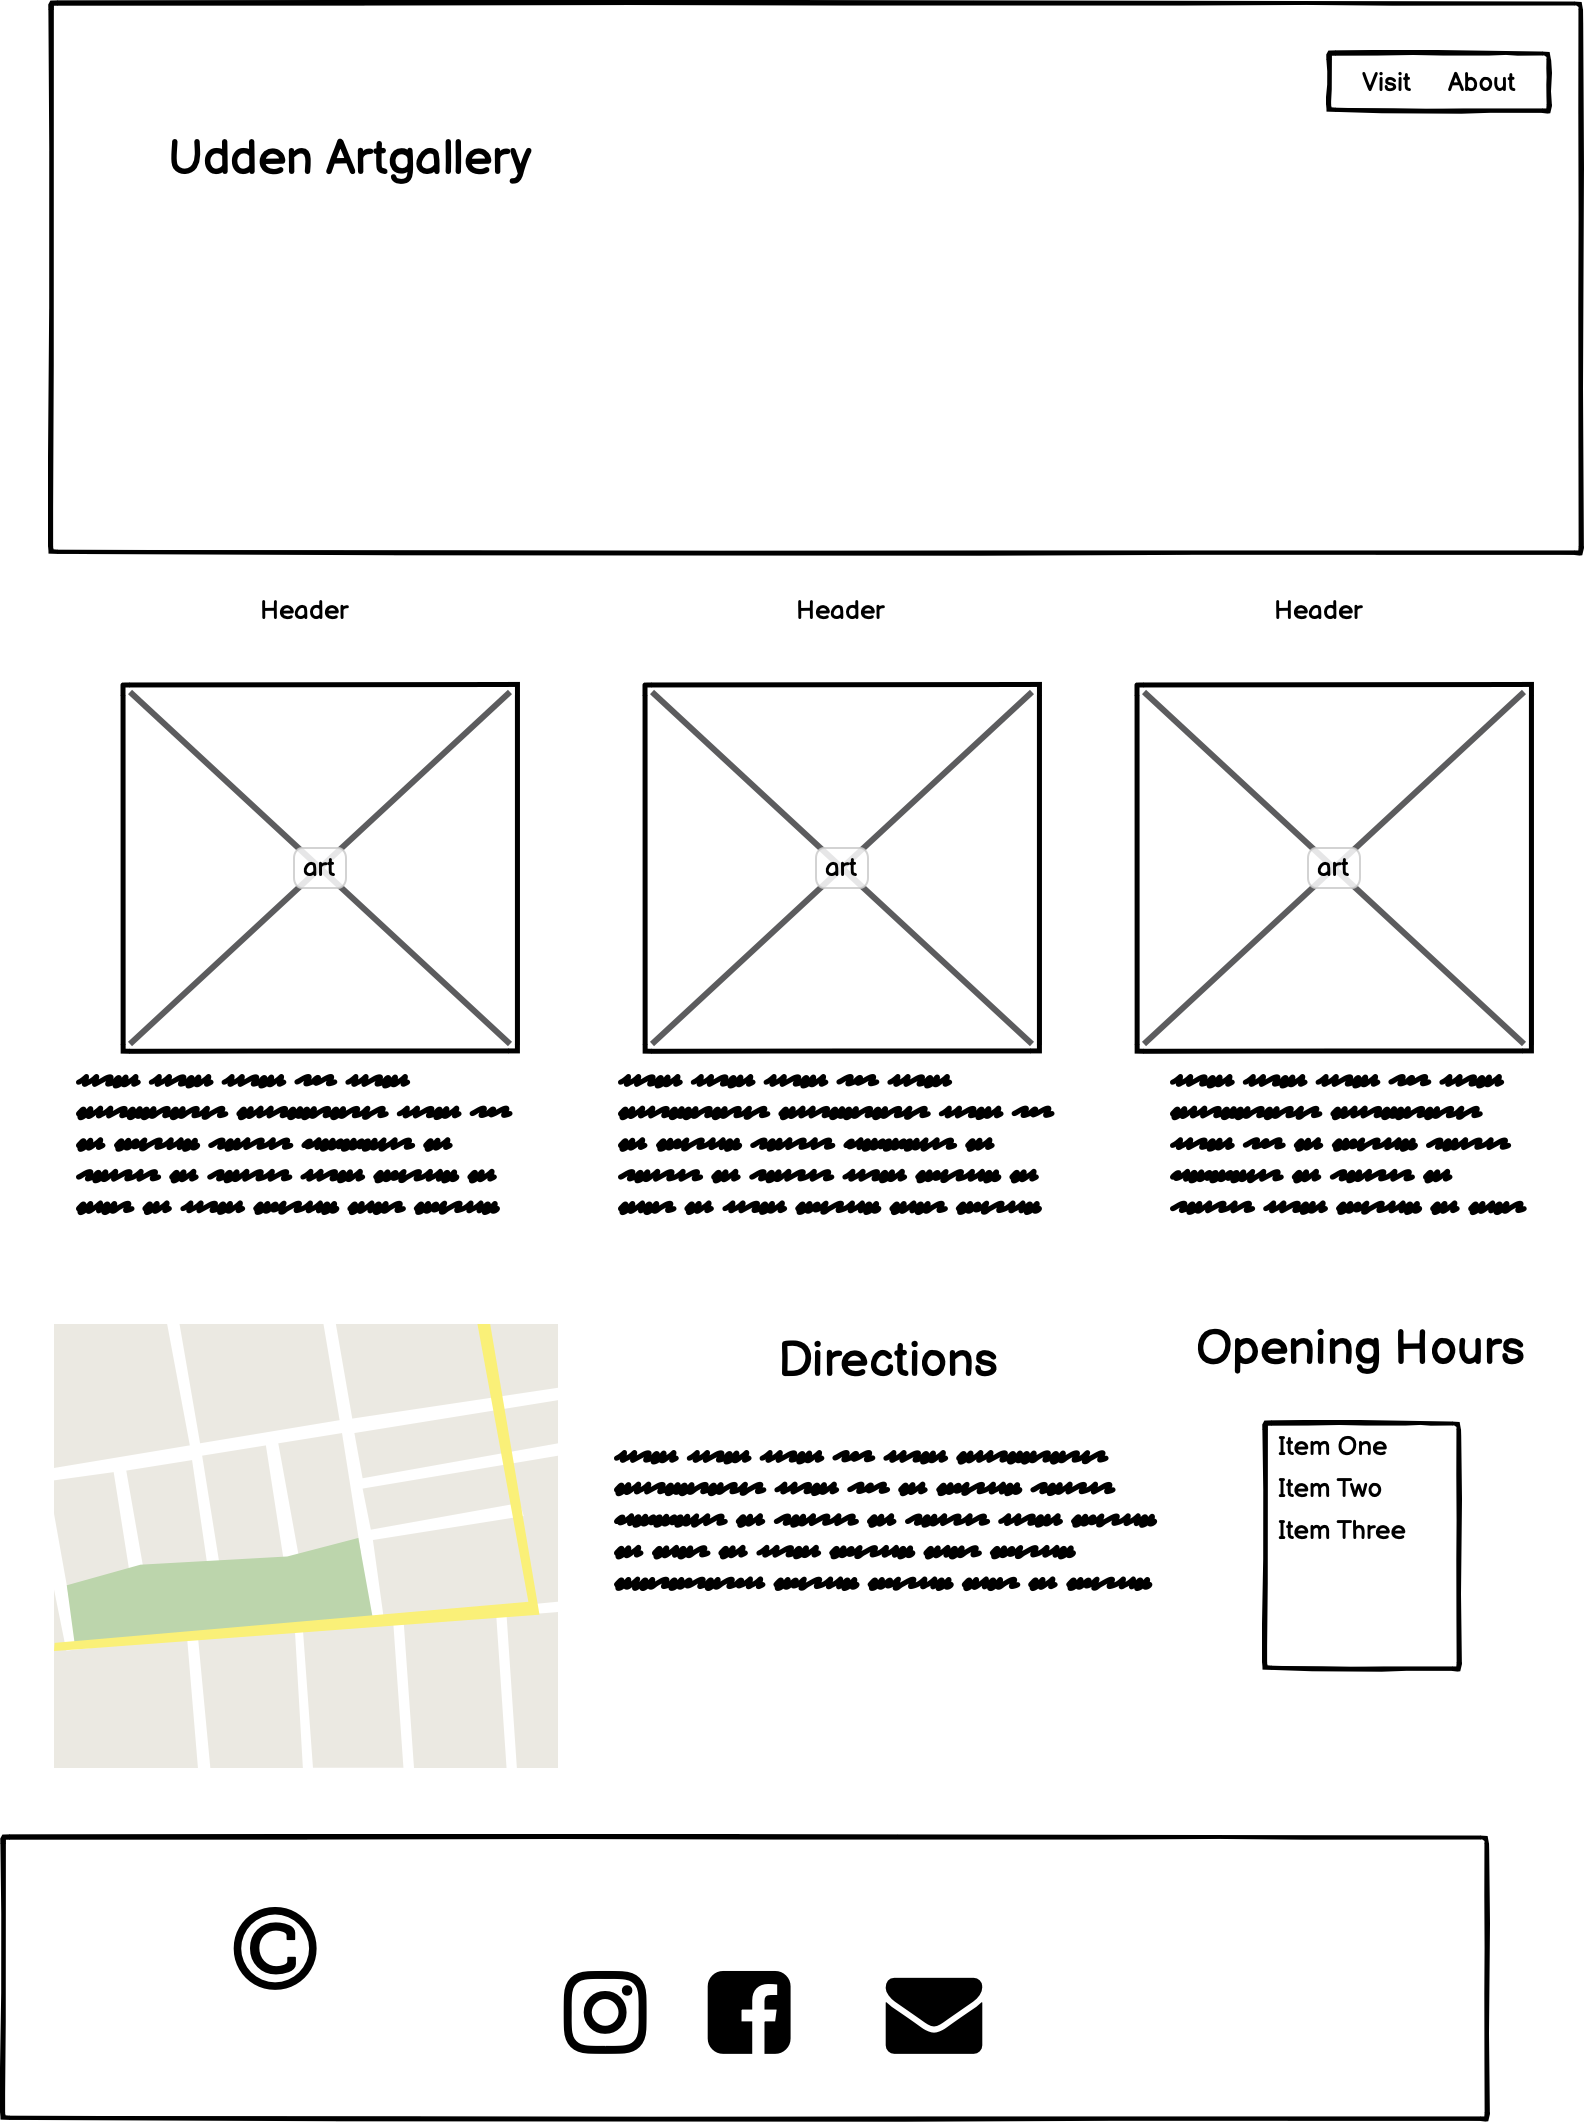 Visit About
Udden Artgallery
Header Header Header
art art art
Directions
Opening Hours
Item One
Item Two
Item Three
©